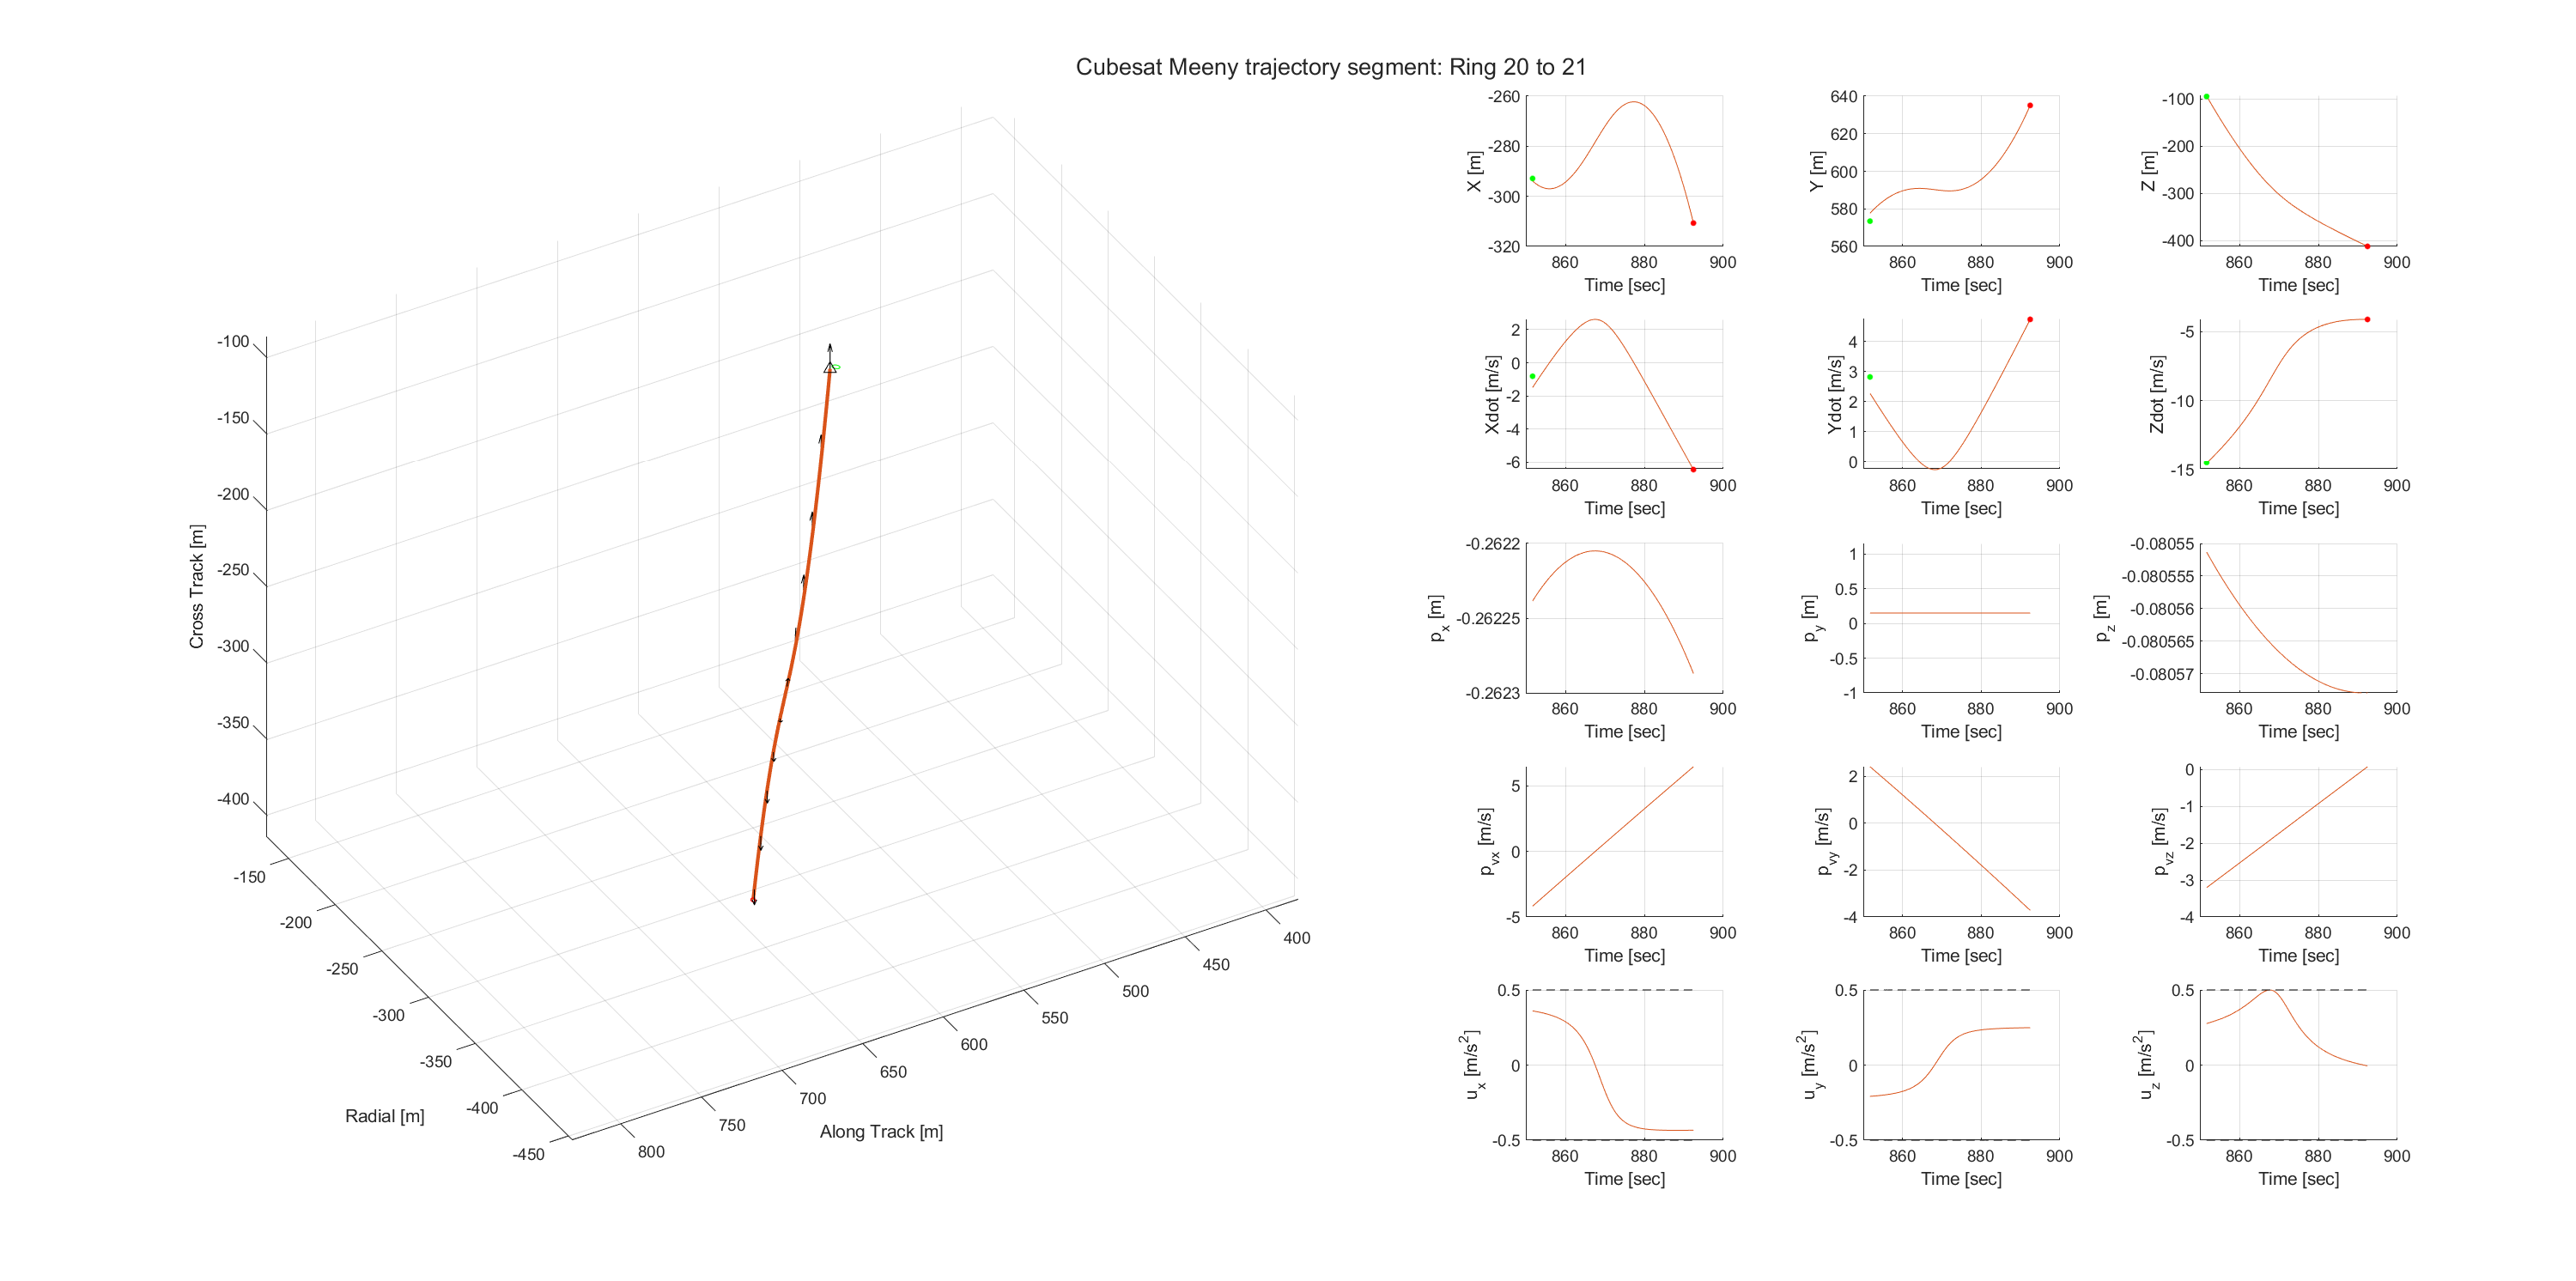 Cubesat Meeny trajectory segment: Ring 20 to 21
-100
-150
-200
-250
-300
-350
-400
Cross Track [m]
-150
-200
-250
-300
-350
-400
-450
Radial [m]
800
750
700
650
600
550
500
450
400
Along Track [m]
-260
-280
-300
-320
X [m]
860 880 900
Time [sec]
640
620
600
580
560
Y [m]
860 880 900
Time [sec]
-100
-200
-300
-400
Z [m]
860 880 900
Time [sec]
2
0
-2
-4
-6
Xdot [m/s]
860 880 900
Time [sec]
4
3
2
1
0
Ydot [m/s]
860 880 900
Time [sec]
-5
-10
-15
Zdot [m/s]
860 880 900
Time [sec]
-0.2622
-0.26225
-0.2623
p_x [m]
860 880 900
Time [sec]
1
0.5
0
-0.5
-1
p_y [m]
860 880 900
Time [sec]
-0.08055
-0.080555
-0.08056
-0.080565
-0.08057
p_z [m]
860 880 900
Time [sec]
5
0
-5
p_vx [m/s]
860 880 900
Time [sec]
2
0
-2
-4
p_vy [m/s]
860 880 900
Time [sec]
0
-1
-2
-3
-4
p_vz [m/s]
860 880 900
Time [sec]
0.5
0
-0.5
u_x [m/s²]
860 880 900
Time [sec]
0.5
0
-0.5
u_y [m/s²]
860 880 900
Time [sec]
0.5
0
-0.5
u_z [m/s²]
860 880 900
Time [sec]